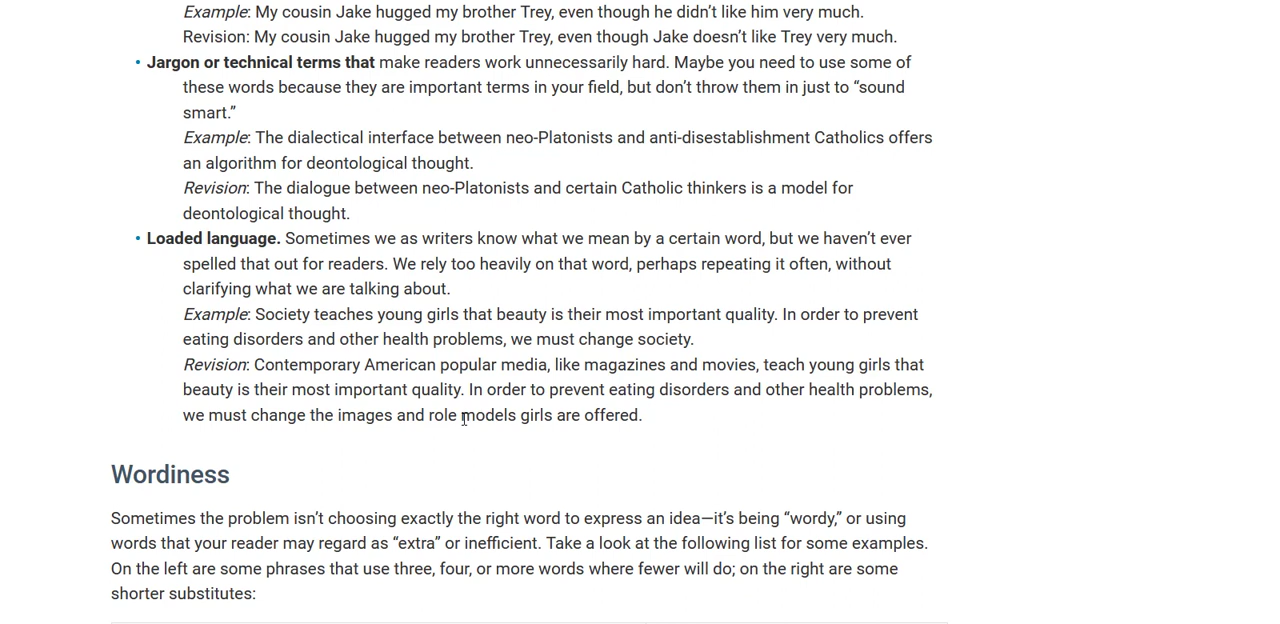 Example: My cousin Jake hugged my brother Trey, even though he didn’t like him very much.
Revision: My cousin Jake hugged my brother Trey, even though Jake doesn’t like Trey very much.
• Jargon or technical terms that make readers work unnecessarily hard. Maybe you need to use some of
these words because they are important terms in your field, but don’t throw them in just to “sound
smart.”
Example: The dialectical interface between neo-Platonists and anti-disestablishment Catholics offers
an algorithm for deontological thought.
Revision: The dialogue between neo-Platonists and certain Catholic thinkers is a model for
deontological thought.
• Loaded language. Sometimes we as writers know what we mean by a certain word, but we haven’t ever
spelled that out for readers. We rely too heavily on that word, perhaps repeating it often, without
clarifying what we are talking about.
Example: Society teaches young girls that beauty is their most important quality. In order to prevent
eating disorders and other health problems, we must change society.
Revision: Contemporary American popular media, like magazines and movies, teach young girls that
beauty is their most important quality. In order to prevent eating disorders and other health problems,
we must change the images and role models girls are offered.
Wordiness
Sometimes the problem isn’t choosing exactly the right word to express an idea—it’s being “wordy,” or using
words that your reader may regard as “extra” or inefficient. Take a look at the following list for some examples.
On the left are some phrases that use three, four, or more words where fewer will do; on the right are some
shorter substitutes: